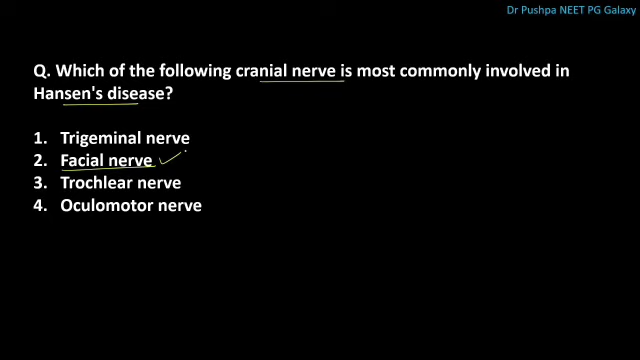 Dr Pushpa NEET PG Galaxy
Q. Which of the following cranial nerve is most commonly involved in
Hansen's disease?
1. Trigeminal nerve
2. Facial nerve
3. Trochlear nerve
4. Oculomotor nerve